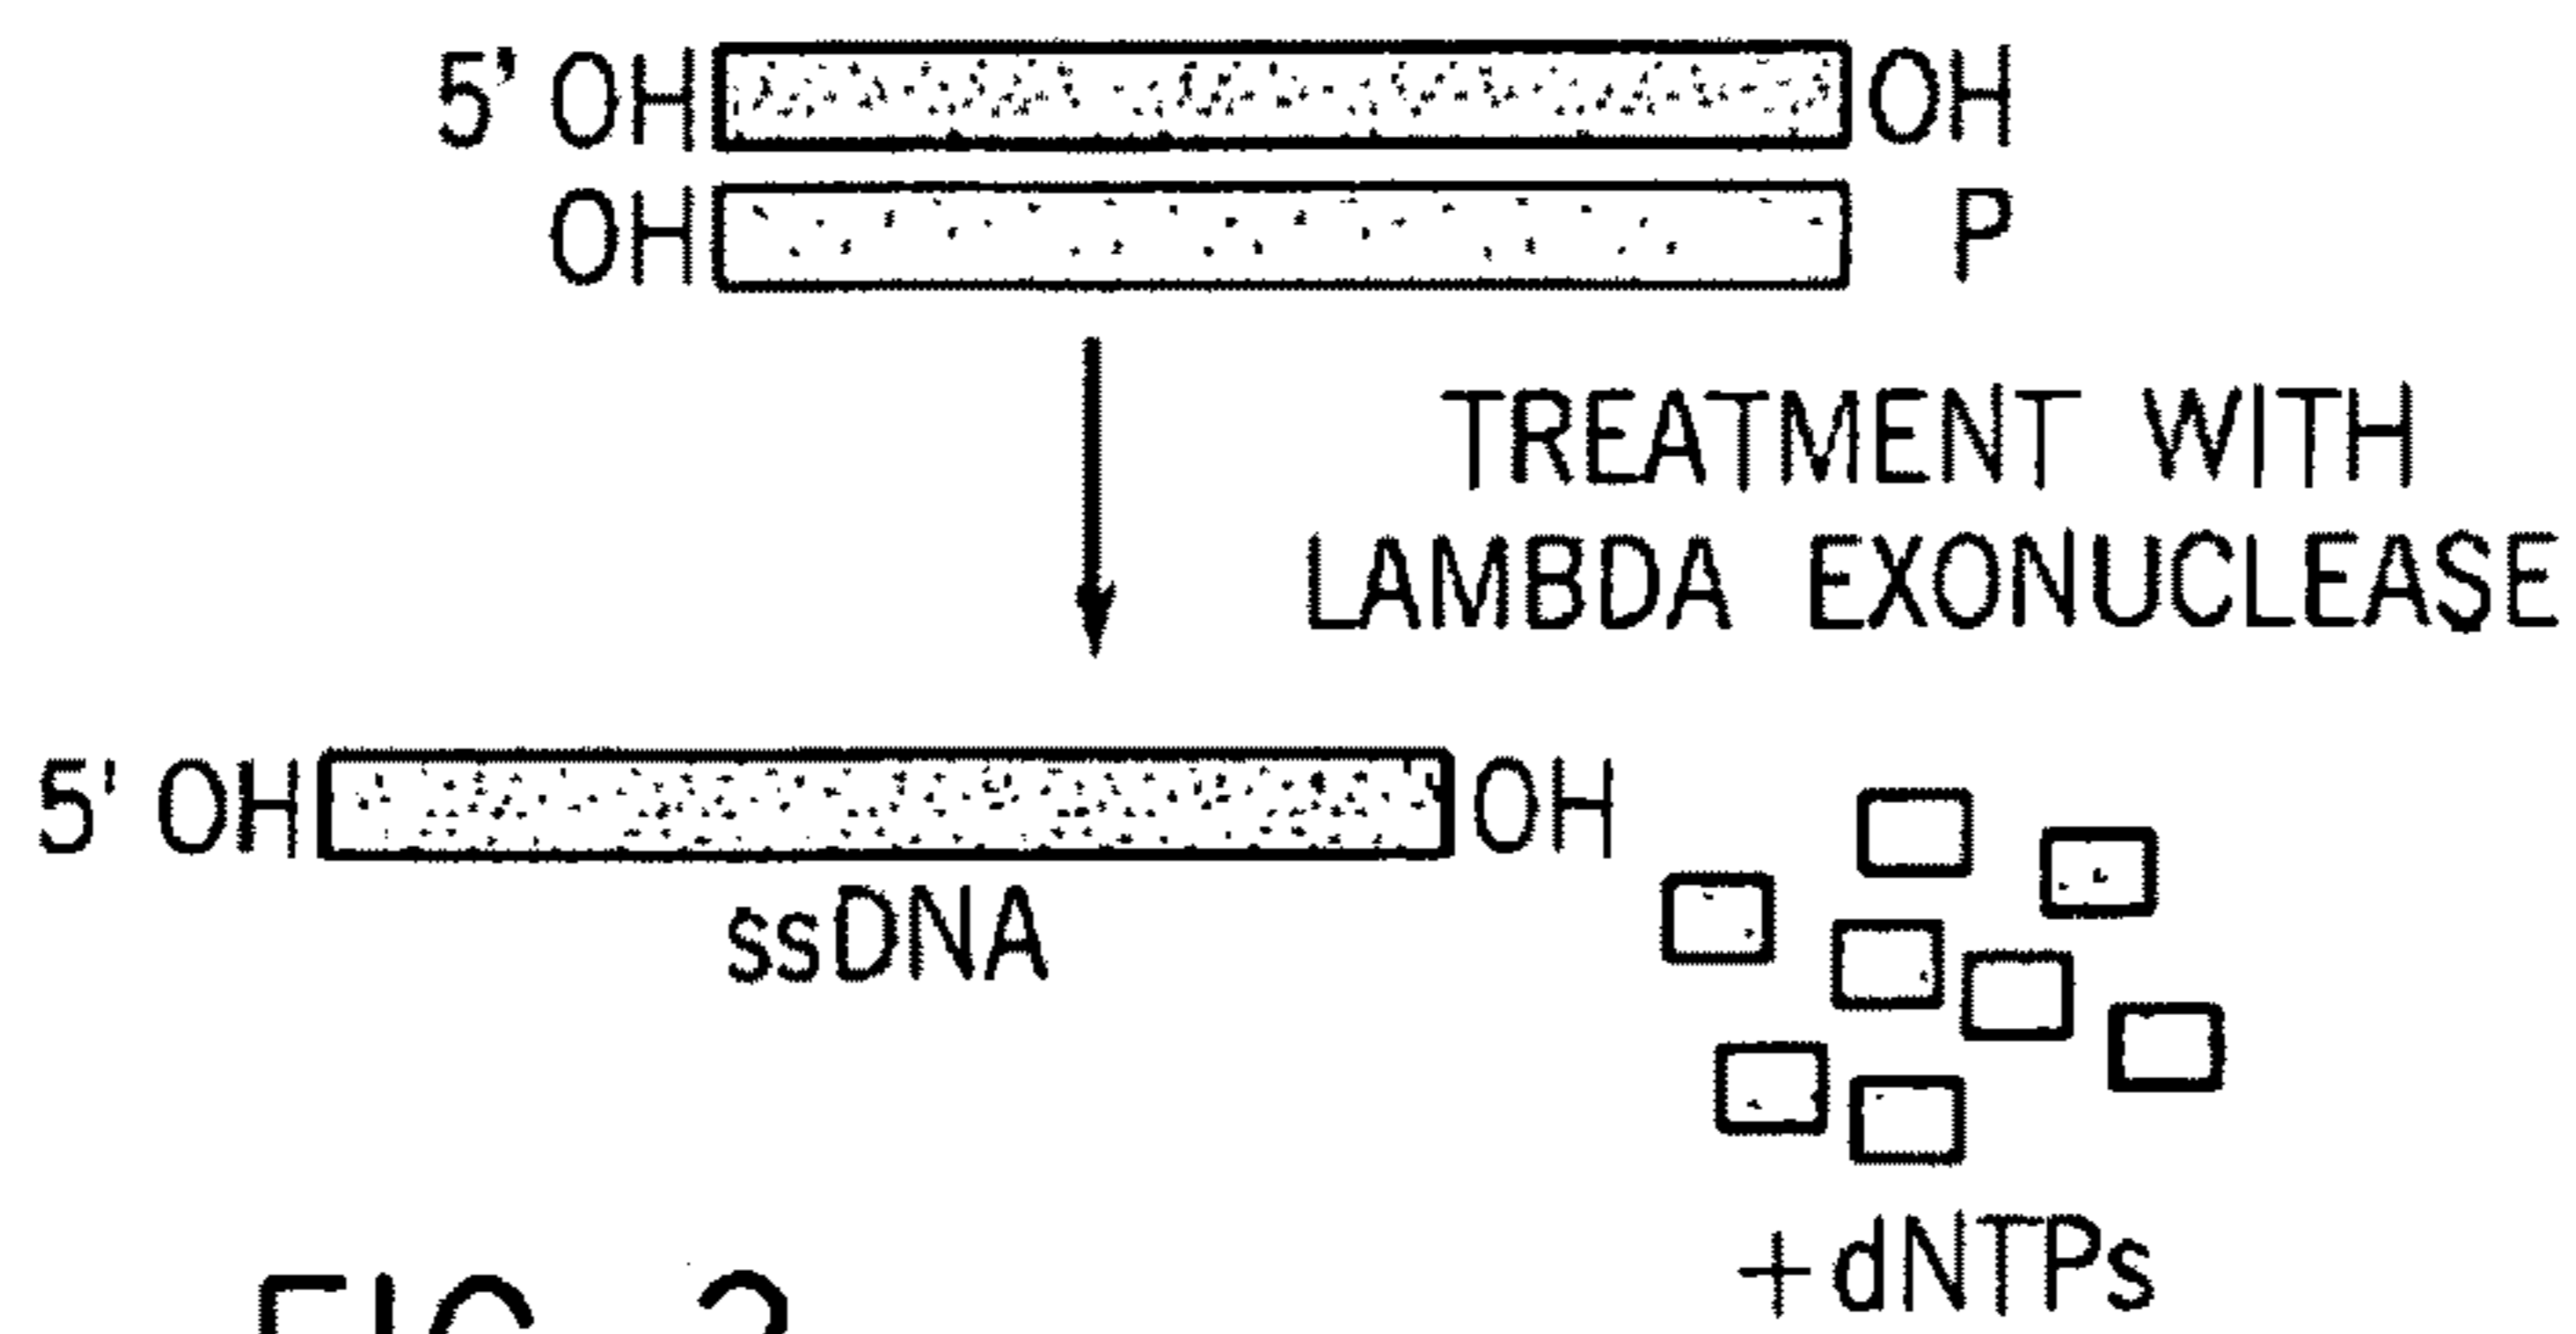 5' OH OH
OH P
TREATMENT WITH
LAMBDA EXONUCLEASE
5' OH OH
ssDNA
+dNTPs